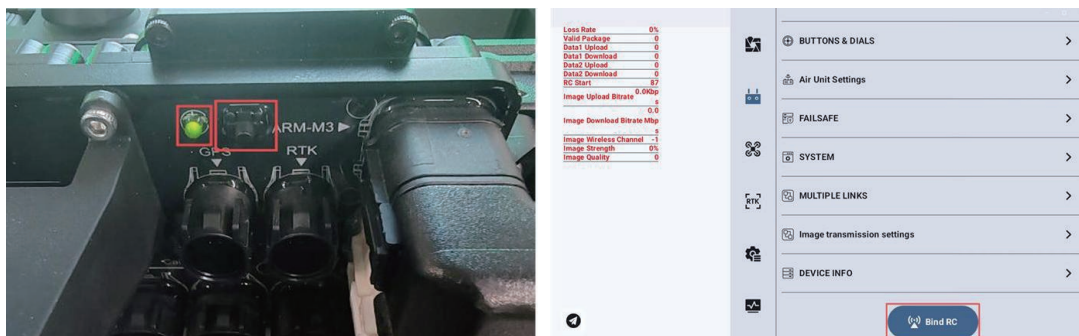 ARM-M3
GPS
RTK
Loss Rate 0%
Valid Package 0
Data1 Upload 0
Data1 Download 0
Data2 Upload 0
Data2 Download 0
RC Start 87
Image Upload Bitrate 0.0Kbp
s
0.0
Image Download Bitrate Mbp
s
Image Wireless Channel -1
Image Strength 0%
Image Quality 0
RTK
BUTTONS & DIALS
Air Unit Settings
FAILSAFE
SYSTEM
MULTIPLE LINKS
Image transmission settings
DEVICE INFO
Bind RC